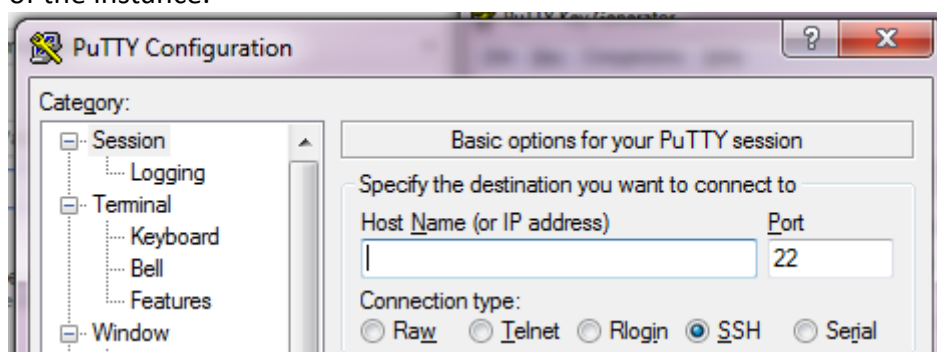 of the instance.
PuTTY Key Generator
PuTTY Configuration
Category:
Session
Logging
Terminal
Keyboard
Bell
Features
Window
Basic options for your PuTTY session
Specify the destination you want to connect to
Host Name (or IP address) Port
22
Connection type:
Raw Telnet Rlogin SSH Serial